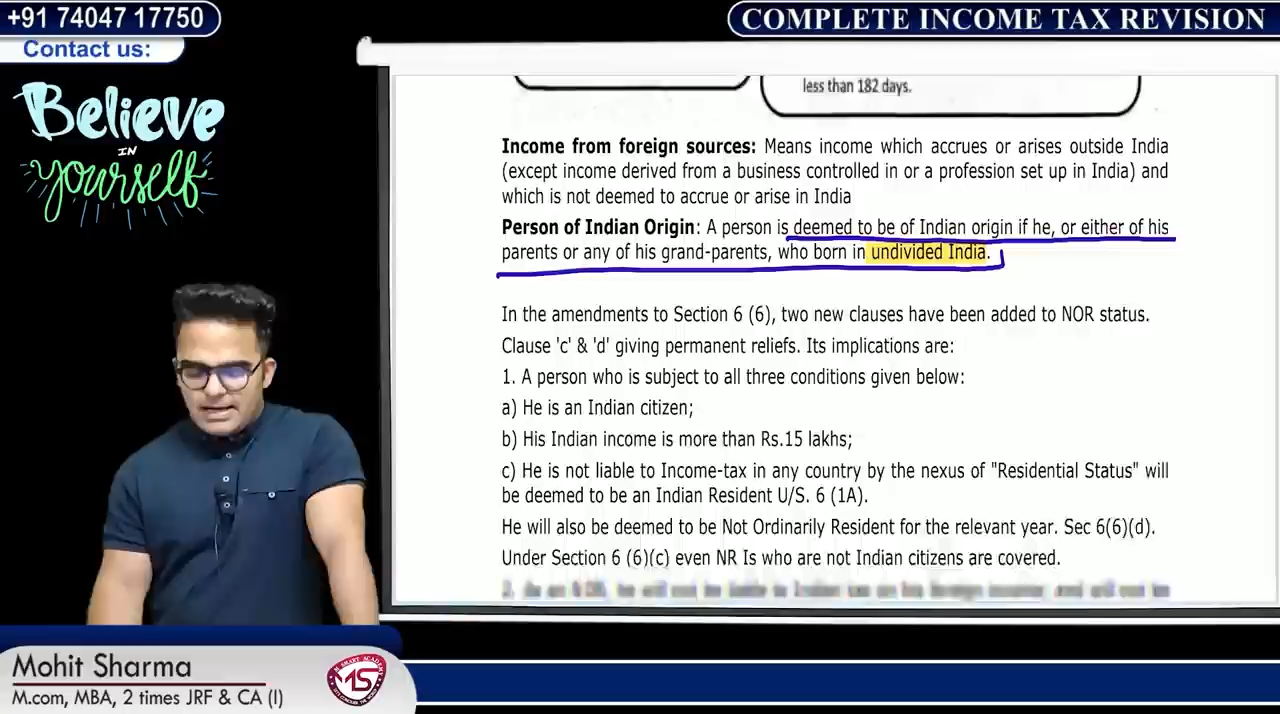 +91 74047 17750
Contact us:
COMPLETE INCOME TAX REVISION
Believe
IN
yourself
less than 182 days.
Income from foreign sources: Means income which accrues or arises outside India
(except income derived from a business controlled in or a profession set up in India) and
which is not deemed to accrue or arise in India
Person of Indian Origin: A person is deemed to be of Indian origin if he, or either of his
parents or any of his grand-parents, who born in undivided India.
In the amendments to Section 6 (6), two new clauses have been added to NOR status.
Clause 'c' & 'd' giving permanent reliefs. Its implications are:
1. A person who is subject to all three conditions given below:
a) He is an Indian citizen;
b) His Indian income is more than Rs.15 lakhs;
c) He is not liable to Income-tax in any country by the nexus of "Residential Status" will
be deemed to be an Indian Resident U/S. 6 (1A).
He will also be deemed to be Not Ordinarily Resident for the relevant year. Sec 6(6)(d).
Under Section 6 (6)(c) even NR Is who are not Indian citizens are covered.
Mohit Sharma
M.com, MBA, 2 times JRF & CA (I)
MS